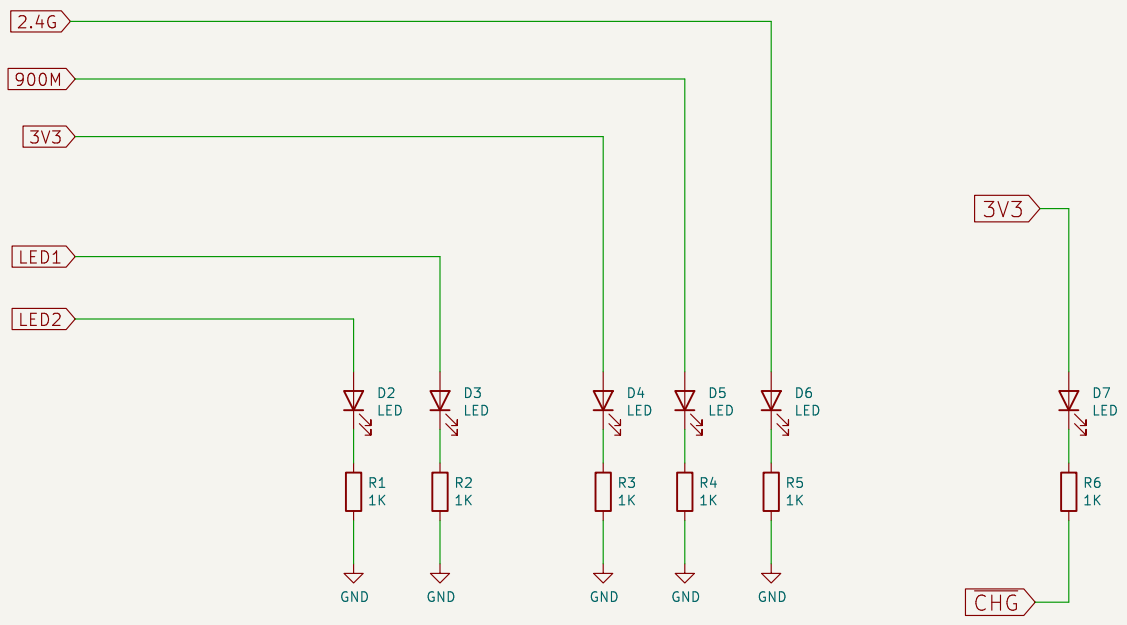 2.4G
900M
3V3
3V3
LED1
LED2
D2
LED
D3
LED
D4
LED
D5
LED
D6
LED
D7
LED
R1
1K
R2
1K
R3
1K
R4
1K
R5
1K
R6
1K
GND
GND
GND
GND
GND
CHG